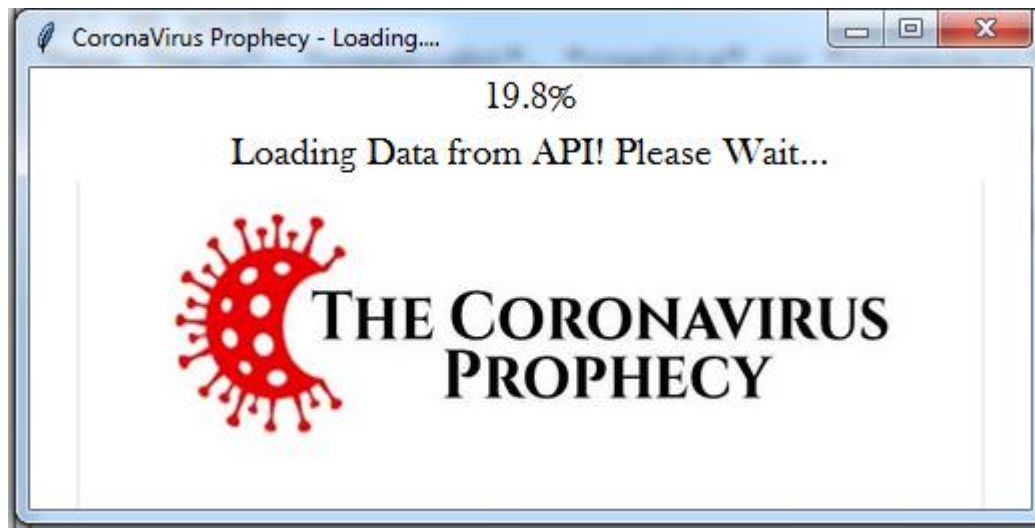 CoronaVirus Prophecy - Loading....
19.8%
Loading Data from API! Please Wait...
THE CORONAVIRUS
PROPHECY